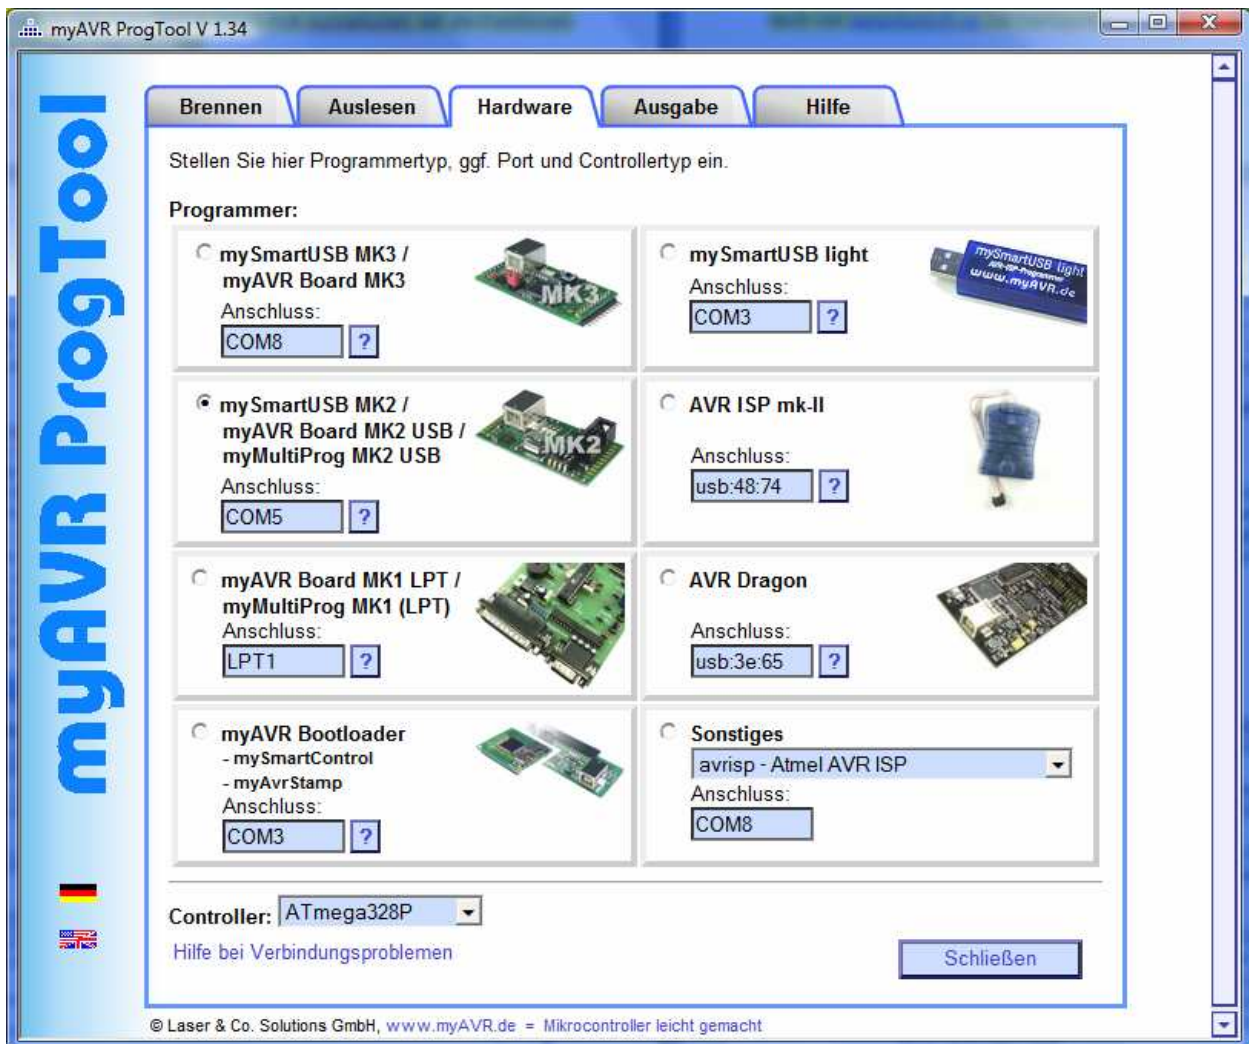 myAVR ProgTool V 1.34
myAVR ProgTool
Brennen
Auslesen
Hardware
Ausgabe
Hilfe
Stellen Sie hier Programmertyp, ggf. Port und Controllertyp ein.
Programmer:
mySmartUSB MK3 /
myAVR Board MK3
Anschluss:
COM8
?
MK3
mySmartUSB light
Anschluss:
COM3
?
mySmartUSB light
AVR-ISP-Programmer
www.myAVR.de
mySmartUSB MK2 /
myAVR Board MK2 USB /
myMultiProg MK2 USB
Anschluss:
COM5
?
MK2
AVR ISP mk-II
Anschluss:
usb:48:74
?
myAVR Board MK1 LPT /
myMultiProg MK1 (LPT)
Anschluss:
LPT1
?
AVR Dragon
Anschluss:
usb:3e:65
?
myAVR Bootloader
- mySmartControl
- myAvrStamp
Anschluss:
COM3
?
Sonstiges
avrisp - Atmel AVR ISP
Anschluss:
COM8
Controller: ATmega328P
Hilfe bei Verbindungsproblemen
Schließen
© Laser & Co. Solutions GmbH, www.myAVR.de = Mikrocontroller leicht gemacht